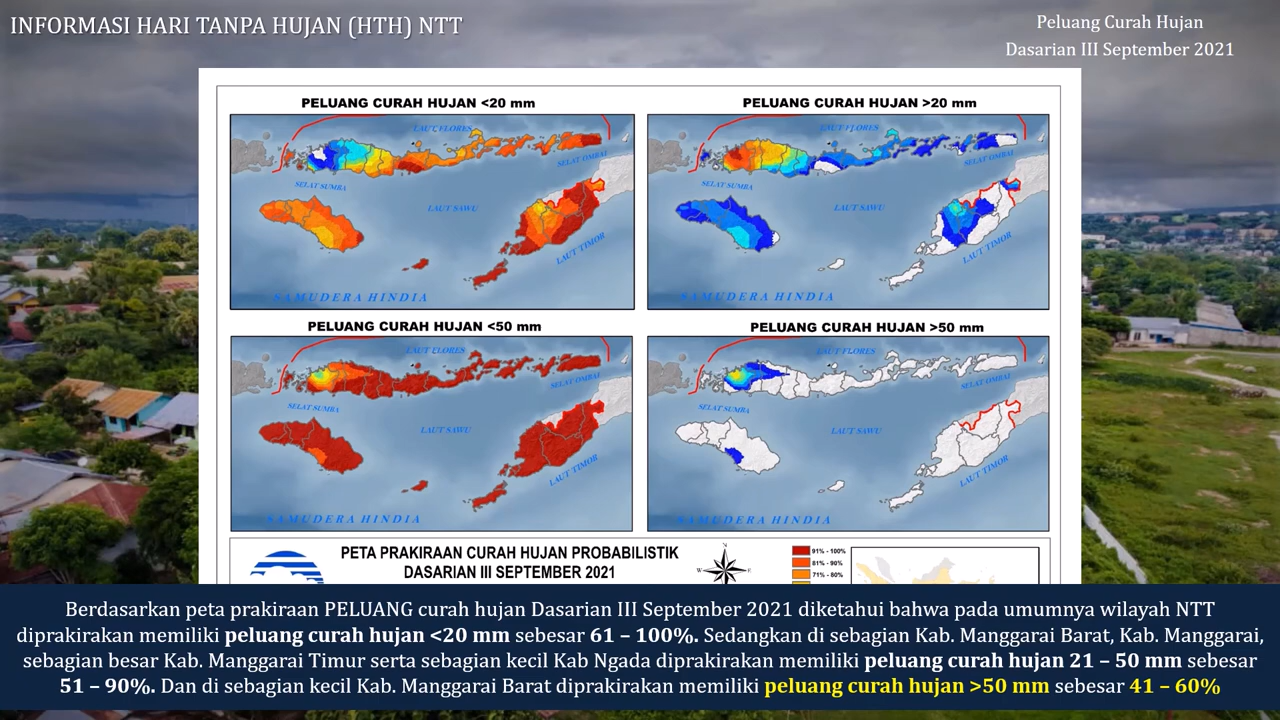 INFORMASI HARI TANPA HUJAN (HTH) NTT
Peluang Curah Hujan
Dasarian III September 2021
PELUANG CURAH HUJAN <20 mm
LAUT FLORES
SELAT OMBAI
SELAT SUMBA
LAUT SAWU
LAUT TIMOR
SAMUDERA HINDIA
PELUANG CURAH HUJAN >20 mm
LAUT FLORES
SELAT OMBAI
SELAT SUMBA
LAUT SAWU
LAUT TIMOR
SAMUDERA HINDIA
PELUANG CURAH HUJAN <50 mm
LAUT FLORES
SELAT OMBAI
SELAT SUMBA
LAUT SAWU
LAUT TIMOR
SAMUDERA HINDIA
PELUANG CURAH HUJAN >50 mm
LAUT FLORES
SELAT OMBAI
SELAT SUMBA
LAUT SAWU
LAUT TIMOR
SAMUDERA HINDIA
PETA PRAKIRAAN CURAH HUJAN PROBABILISTIK
DASARIAN III SEPTEMBER 2021
N
W E
91% - 100%
81% - 90%
71% - 80%
Berdasarkan peta prakiraan PELUANG curah hujan Dasarian III September 2021 diketahui bahwa pada umumnya wilayah NTT
diprakirakan memiliki peluang curah hujan <20 mm sebesar 61 – 100%. Sedangkan di sebagian Kab. Manggarai Barat, Kab. Manggarai,
sebagian besar Kab. Manggarai Timur serta sebagian kecil Kab Ngada diprakirakan memiliki peluang curah hujan 21 – 50 mm sebesar
51 – 90%. Dan di sebagian kecil Kab. Manggarai Barat diprakirakan memiliki peluang curah hujan >50 mm sebesar 41 – 60%